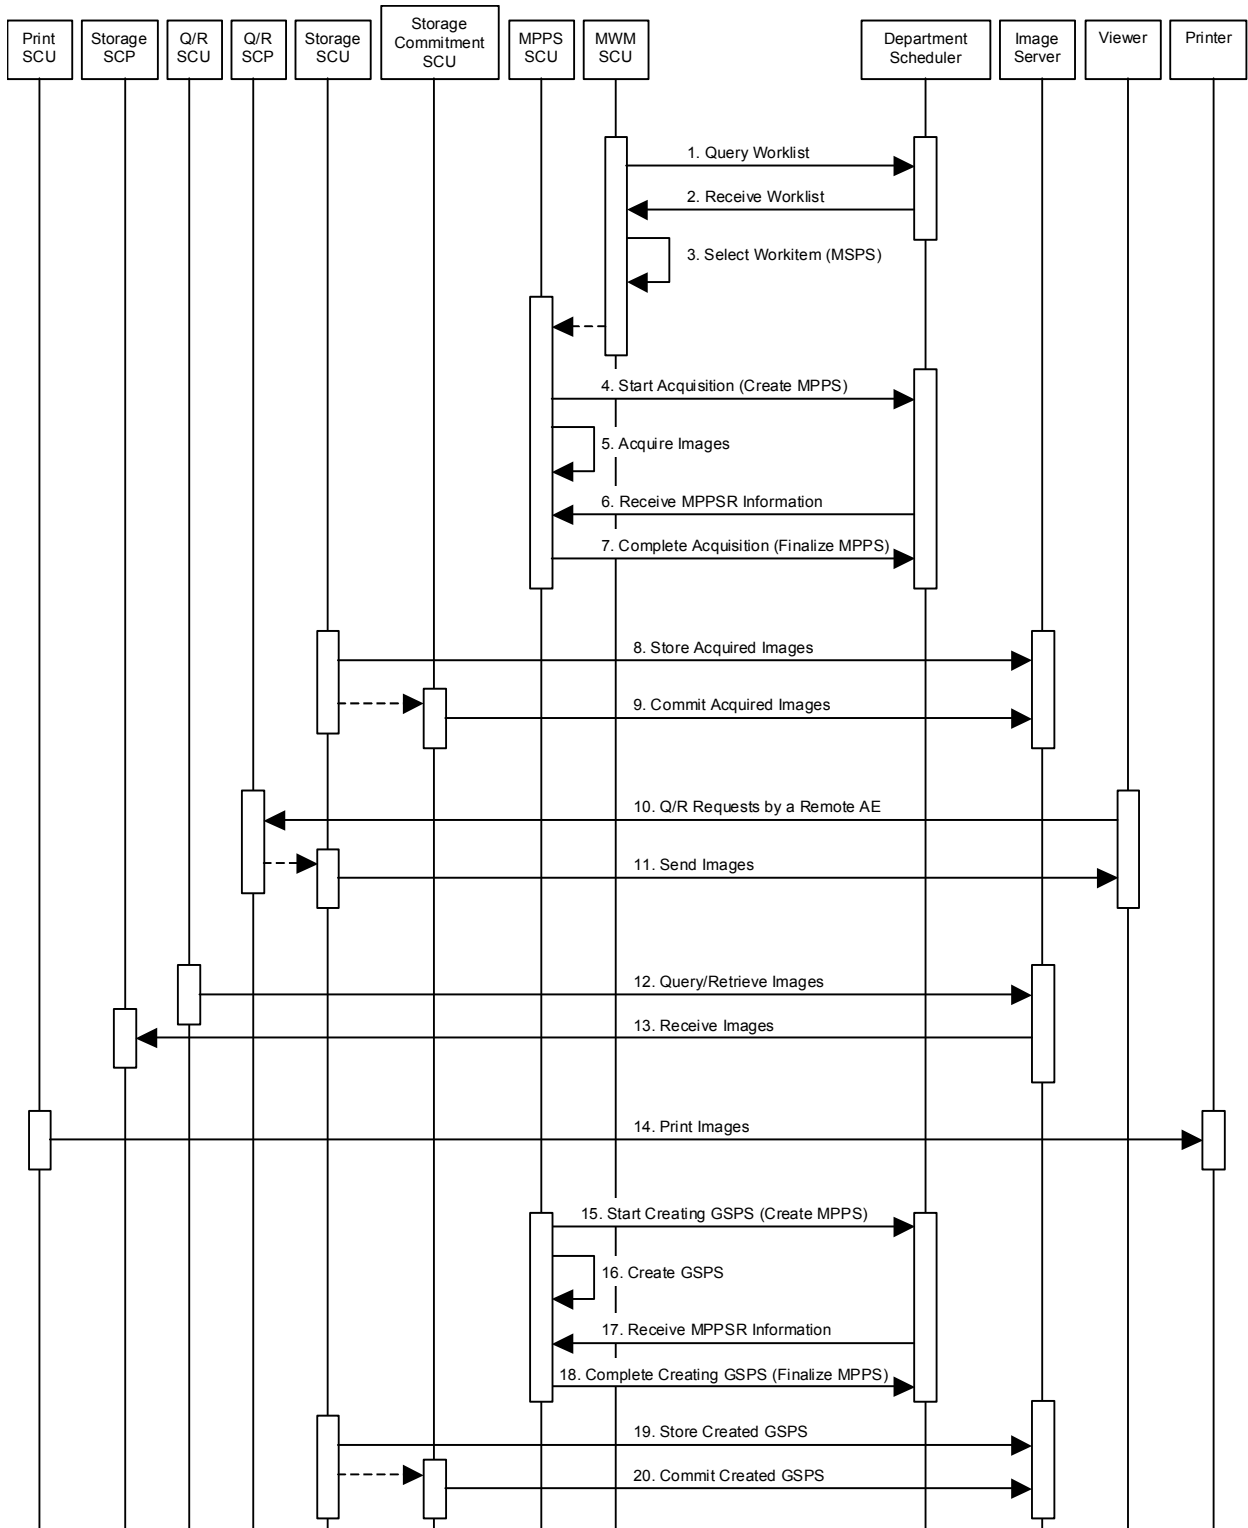 Print
SCU
Storage
SCP
Q/R
SCU
Q/R
SCP
Storage
SCU
Storage
Commitment
SCU
MPPS
SCU
MWM
SCU
Department
Scheduler
Image
Server
Viewer
Printer
1. Query Worklist
2. Receive Worklist
3. Select Workitem (MSPS)
4. Start Acquisition (Create MPPS)
5. Acquire Images
6. Receive MPPSR Information
7. Complete Acquisition (Finalize MPPS)
8. Store Acquired Images
9. Commit Acquired Images
10. Q/R Requests by a Remote AE
11. Send Images
12. Query/Retrieve Images
13. Receive Images
14. Print Images
15. Start Creating GSPS (Create MPPS)
16. Create GSPS
17. Receive MPPSR Information
18. Complete Creating GSPS (Finalize MPPS)
19. Store Created GSPS
20. Commit Created GSPS